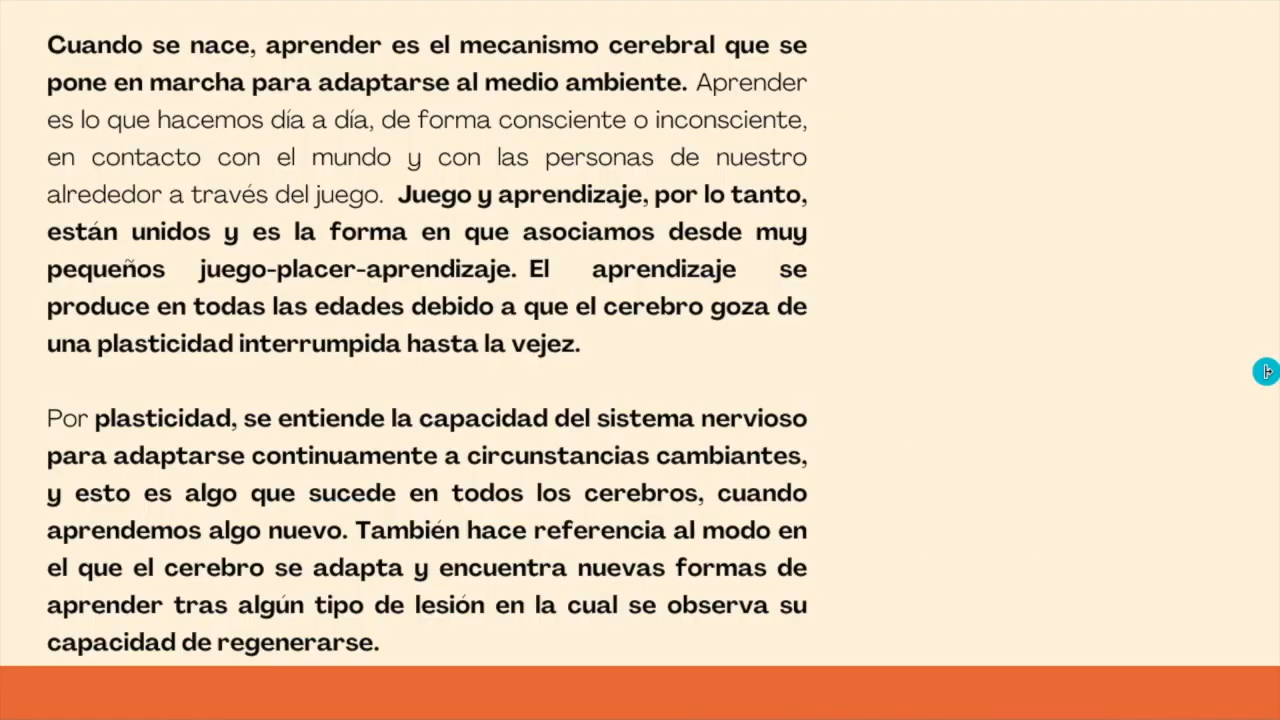 Cuando se nace, aprender es el mecanismo cerebral que se
pone en marcha para adaptarse al medio ambiente. Aprender
es lo que hacemos día a día, de forma consciente o inconsciente,
en contacto con el mundo y con las personas de nuestro
alrededor a través del juego. Juego y aprendizaje, por lo tanto,
están unidos y es la forma en que asociamos desde muy
pequeños juego-placer-aprendizaje. El aprendizaje se
produce en todas las edades debido a que el cerebro goza de
una plasticidad interrumpida hasta la vejez.
Por plasticidad, se entiende la capacidad del sistema nervioso
para adaptarse continuamente a circunstancias cambiantes,
y esto es algo que sucede en todos los cerebros, cuando
aprendemos algo nuevo. También hace referencia al modo en
el que el cerebro se adapta y encuentra nuevas formas de
aprender tras algún tipo de lesión en la cual se observa su
capacidad de regenerarse.